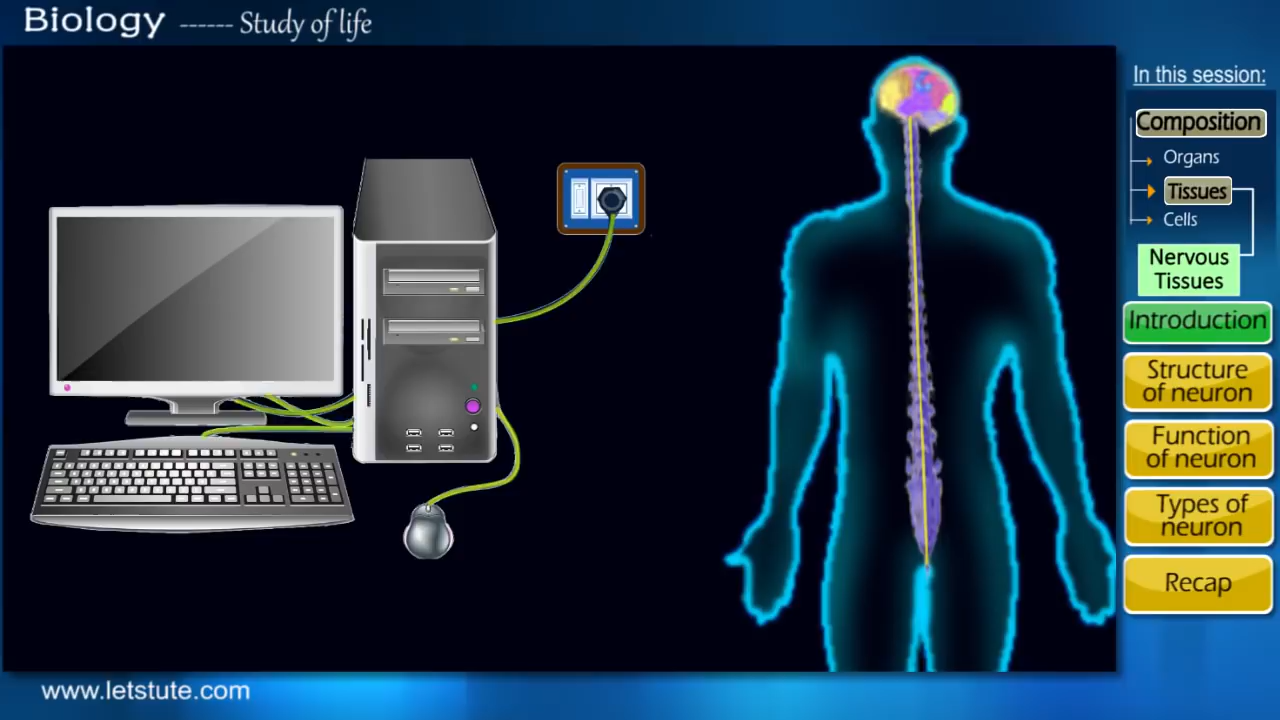 Biology ------ Study of life
In this session:
Composition
Organs
Tissues
Cells
Nervous
Tissues
Introduction
Structure
of neuron
Function
of neuron
Types of
neuron
Recap
www.letstute.com